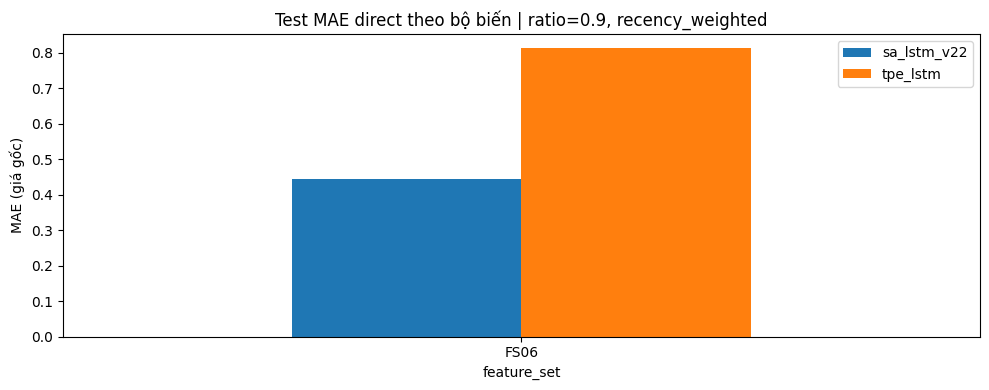 Test MAE direct theo bộ biến | ratio=0.9, recency_weighted
sa_lstm_v22
tpe_lstm
MAE (giá gốc)
0.8
0.7
0.6
0.5
0.4
0.3
0.2
0.1
0.0
FS06
feature_set